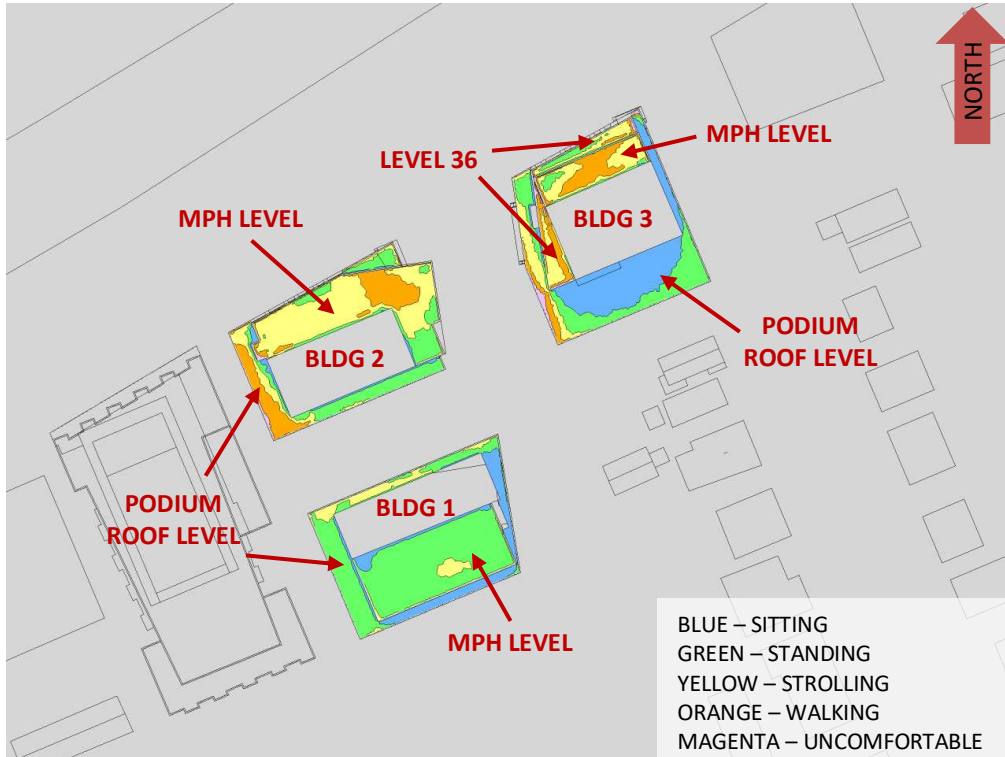 NORTH
MPH LEVEL
LEVEL 36
MPH LEVEL
BLDG 3
BLDG 2
PODIUM
ROOF LEVEL
PODIUM
ROOF LEVEL
BLDG 1
MPH LEVEL
BLUE – SITTING
GREEN – STANDING
YELLOW – STROLLING
ORANGE – WALKING
MAGENTA – UNCOMFORTABLE